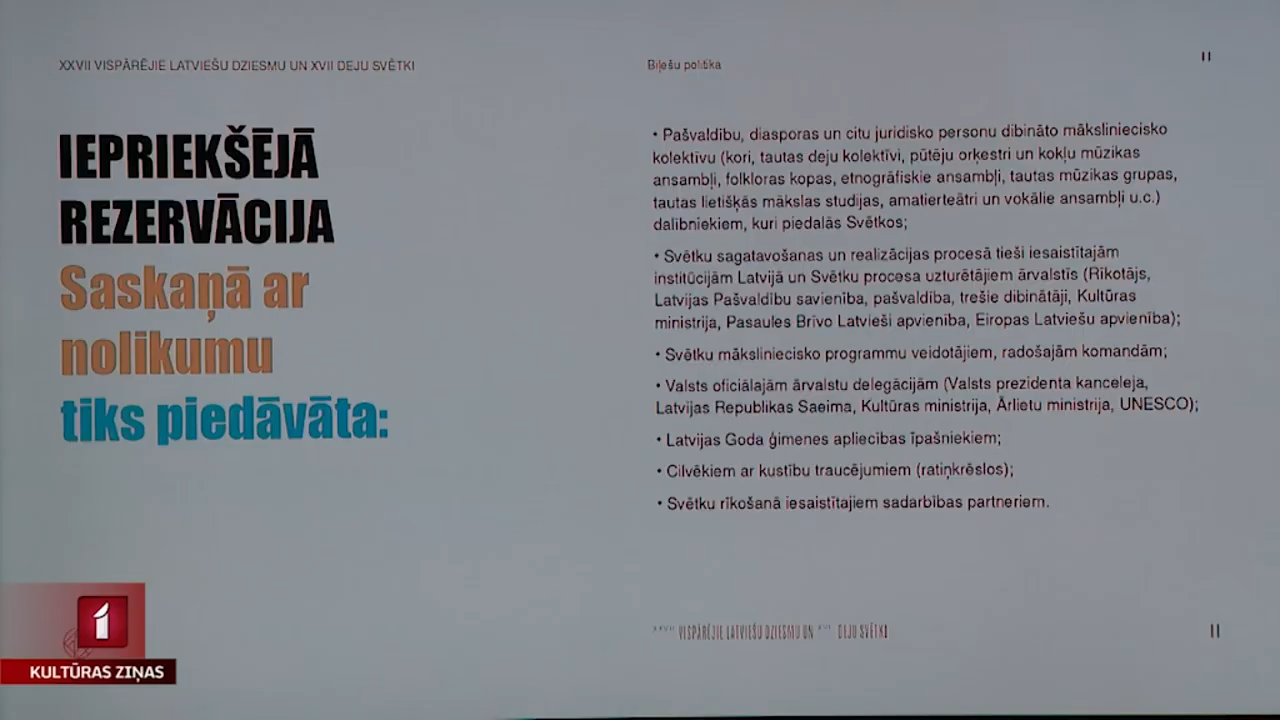 XXVII VISPĀRĒJIE LATVIEŠU DZIESMU UN XVII DEJU SVĒTKI
Biļešu politika
11
IEPRIEKŠĒJĀ
REZERVĀCIJA
Saskaņā ar
nolikumu
tiks piedāvāta:
• Pašvaldību, diasporas un citu juridisko personu dibināto māksliniecisko
kolektīvu (kori, tautas deju kolektīvi, pūtēju orķestri un kokļu mūzikas
ansambļi, folkloras kopas, etnogrāfiskie ansambļi, tautas mūzikas grupas,
tautas lietišķās mākslas studijas, amatierteātri un vokālie ansambļi u.c.)
dalībniekiem, kuri piedalās Svētkos;
• Svētku sagatavošanas un realizācijas procesā tieši iesaistītajām
institūcijām Latvijā un Svētku procesa uzturētājiem ārvalstīs (Rīkotājs,
Latvijas Pašvaldību savienība, pašvaldība, trešie dibinātāji, Kultūras
ministrija, Pasaules Brīvo Latviešu apvienība, Eiropas Latviešu apvienība);
• Svētku māksliniecisko programmu veidotājiem, radošajām komandām;
• Valsts oficiālajām ārvalstu delegācijām (Valsts prezidenta kanceleja,
Latvijas Republikas Saeima, Kultūras ministrija, Ārlietu ministrija, UNESCO);
• Latvijas Goda ģimenes apliecības īpašniekiem;
• Cilvēkiem ar kustību traucējumiem (ratiņkrēslos);
• Svētku rīkošanā iesaistītajiem sadarbības partneriem.
XXVII VISPĀRĒJIE LATVIEŠU DZIESMU UN XVII DEJU SVĒTKI
11
1
KULTŪRAS ZIŅAS